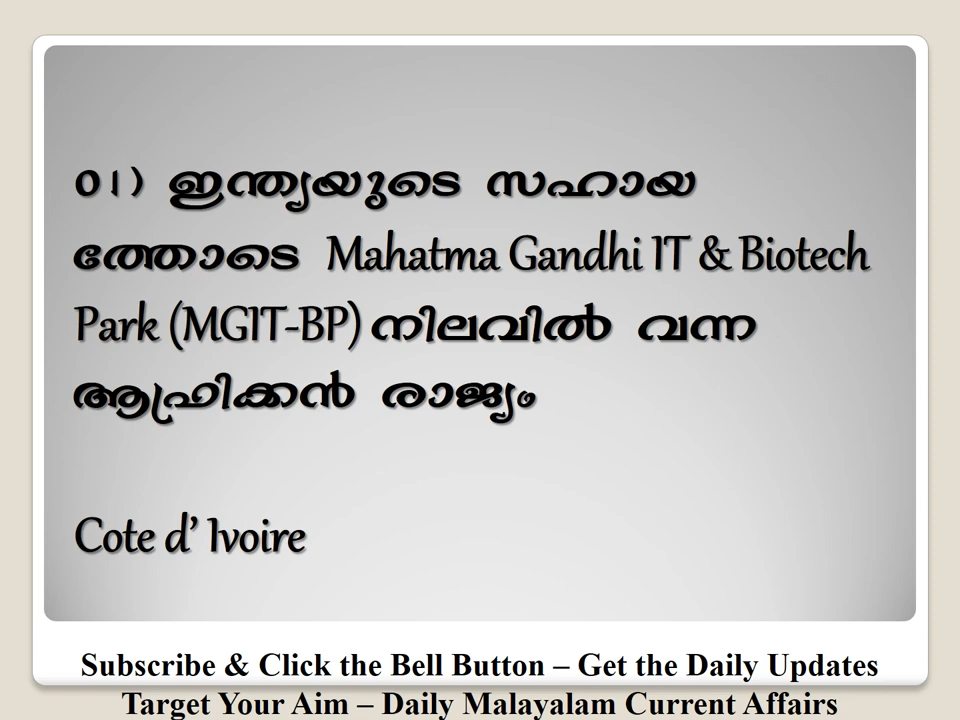 01) ഇന്ത്യയുടെ സഹായ
ത്തോടെ Mahatma Gandhi IT & Biotech
Park (MGIT-BP) നിലവിൽ വന്ന
ആഫ്രിക്കൻ രാജ്യം
Cote d’ Ivoire
Subscribe & Click the Bell Button – Get the Daily Updates
Target Your Aim – Daily Malayalam Current Affairs